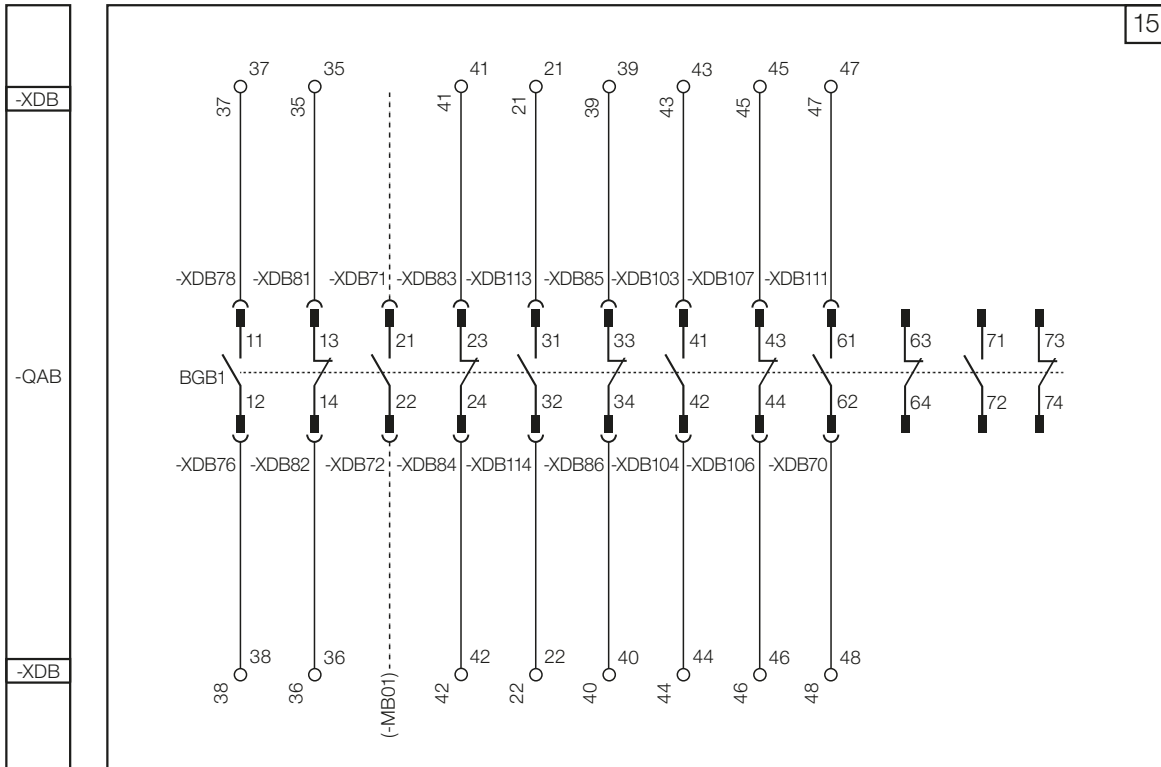 15
37 35 41 21 39 43 45 47
-XDB
37 35 41 21 39 43 45 47
-XDB78 -XDB81 -XDB71 -XDB83 -XDB113 -XDB85 -XDB103 -XDB107 -XDB111
11 13 21 23 31 33 41 43 61 63 71 73
-QAB
BGB1
12 14 22 24 32 34 42 44 62 64 72 74
-XDB76 -XDB82 -XDB72 -XDB84 -XDB114 -XDB86 -XDB104 -XDB106 -XDB70
38 36 42 22 40 44 46 48
-XDB
38 36 (-MB01) 42 22 40 44 46 48